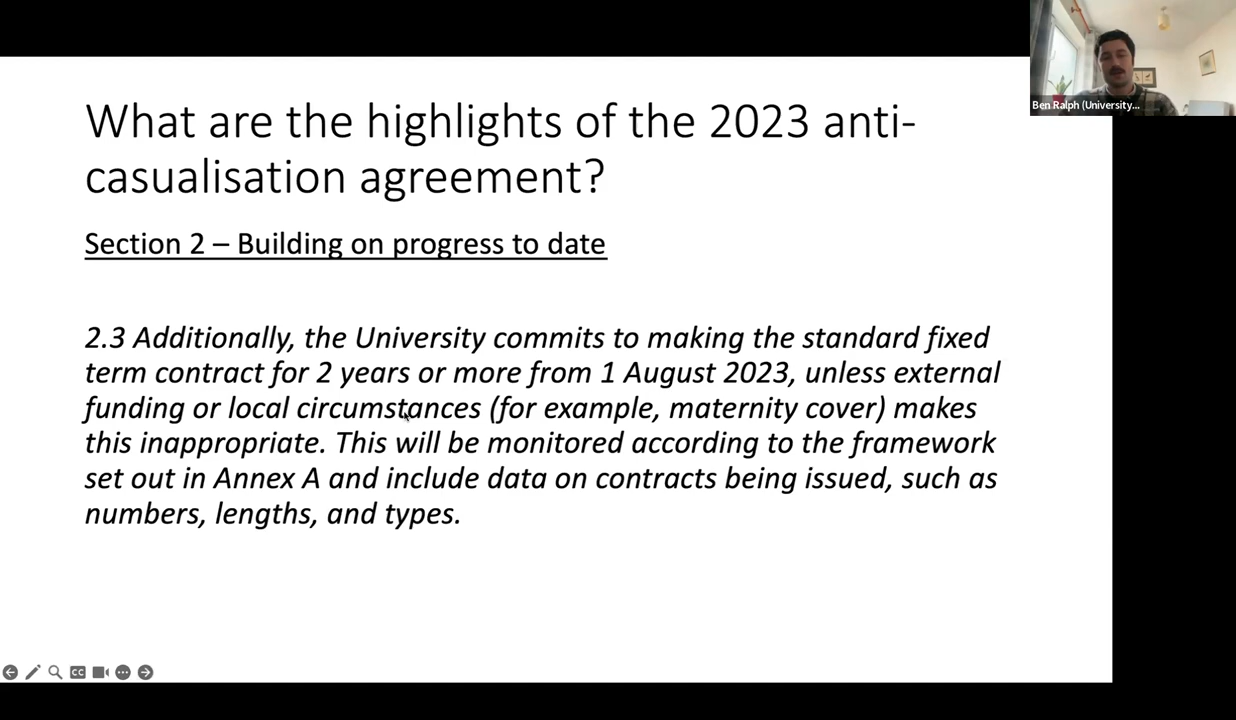 What are the highlights of the 2023 anti-
casualisation agreement?
Section 2 – Building on progress to date
2.3 Additionally, the University commits to making the standard fixed
term contract for 2 years or more from 1 August 2023, unless external
funding or local circumstances (for example, maternity cover) makes
this inappropriate. This will be monitored according to the framework
set out in Annex A and include data on contracts being issued, such as
numbers, lengths, and types.
Ben Ralph (University...
CC